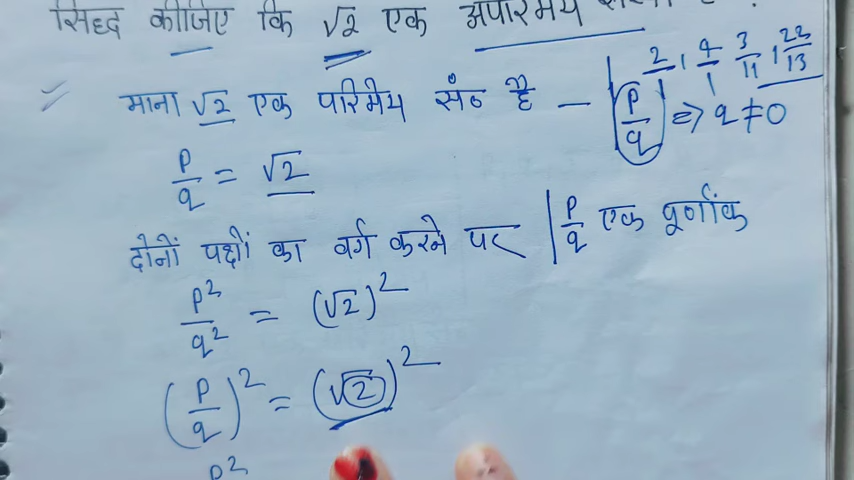 सिद्ध कीजिए कि √2 एक अपरिमेय
2/1, 4/1 3/11, 22/13
माना √2 एक परिमेय सं० है — | p/q ⇒ q ≠ 0
p/q = √2
दोनों पक्षों का वर्ग करने पर | p/q एक पूर्णांक
p²/q² = (√2)²
(p/q)² = (√2)²
p²